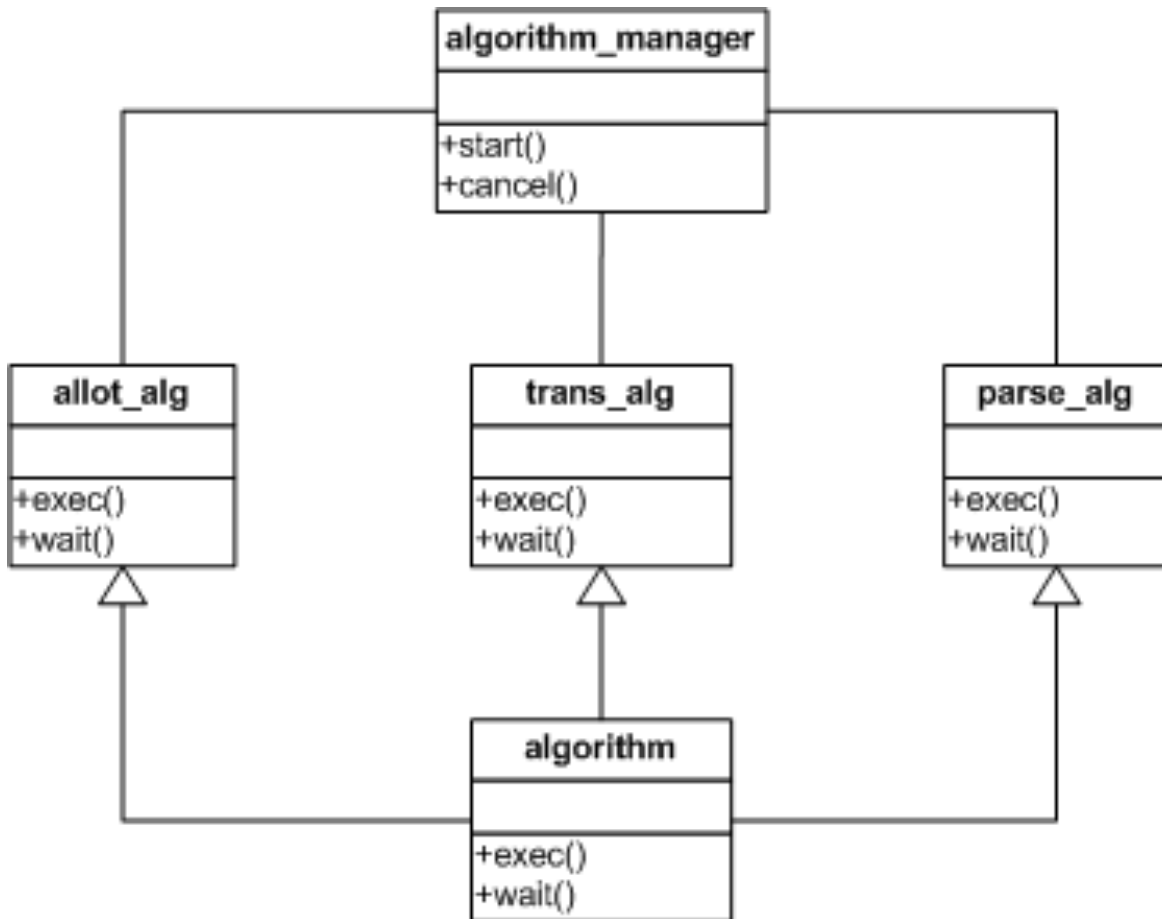 algorithm_manager
+start()
+cancel()
allot_alg
+exec()
+wait()
trans_alg
+exec()
+wait()
parse_alg
+exec()
+wait()
algorithm
+exec()
+wait()